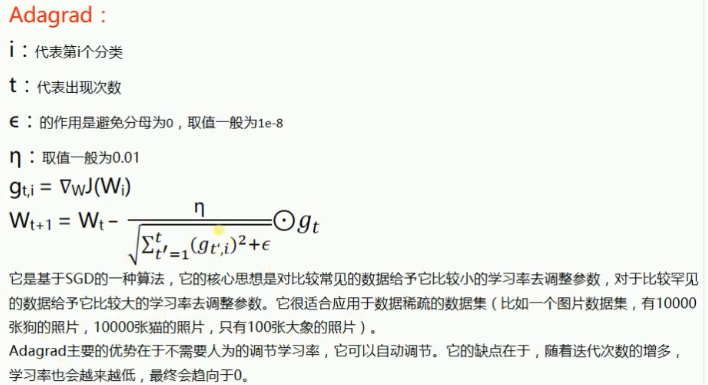 Adagrad：
i：代表第i个分类
t：代表出现次数
ϵ：的作用是避免分母为0，取值一般为1e-8
η：取值一般为0.01
g_{t,i} = ∇_W J(W_i)
W_{t+1} = W_t - \frac{η}{\sqrt{∑_{t'=1}^{t}(g_{t',i})^2+ϵ}}⊙g_t
它是基于SGD的一种算法，它的核心思想是对比较常见的数据给予它比较小的学习率去调整参数，对于比较罕见
的数据给予它比较大的学习率去调整参数。它很适合应用于数据稀疏的数据集（比如一个图片数据集，有10000
张狗的照片，10000张猫的照片，只有100张大象的照片）。
Adagrad主要的优势在于不需要人为的调节学习率，它可以自动调节。它的缺点在于，随着迭代次数的增多，
学习率也会越来越低，最终会趋向于0。